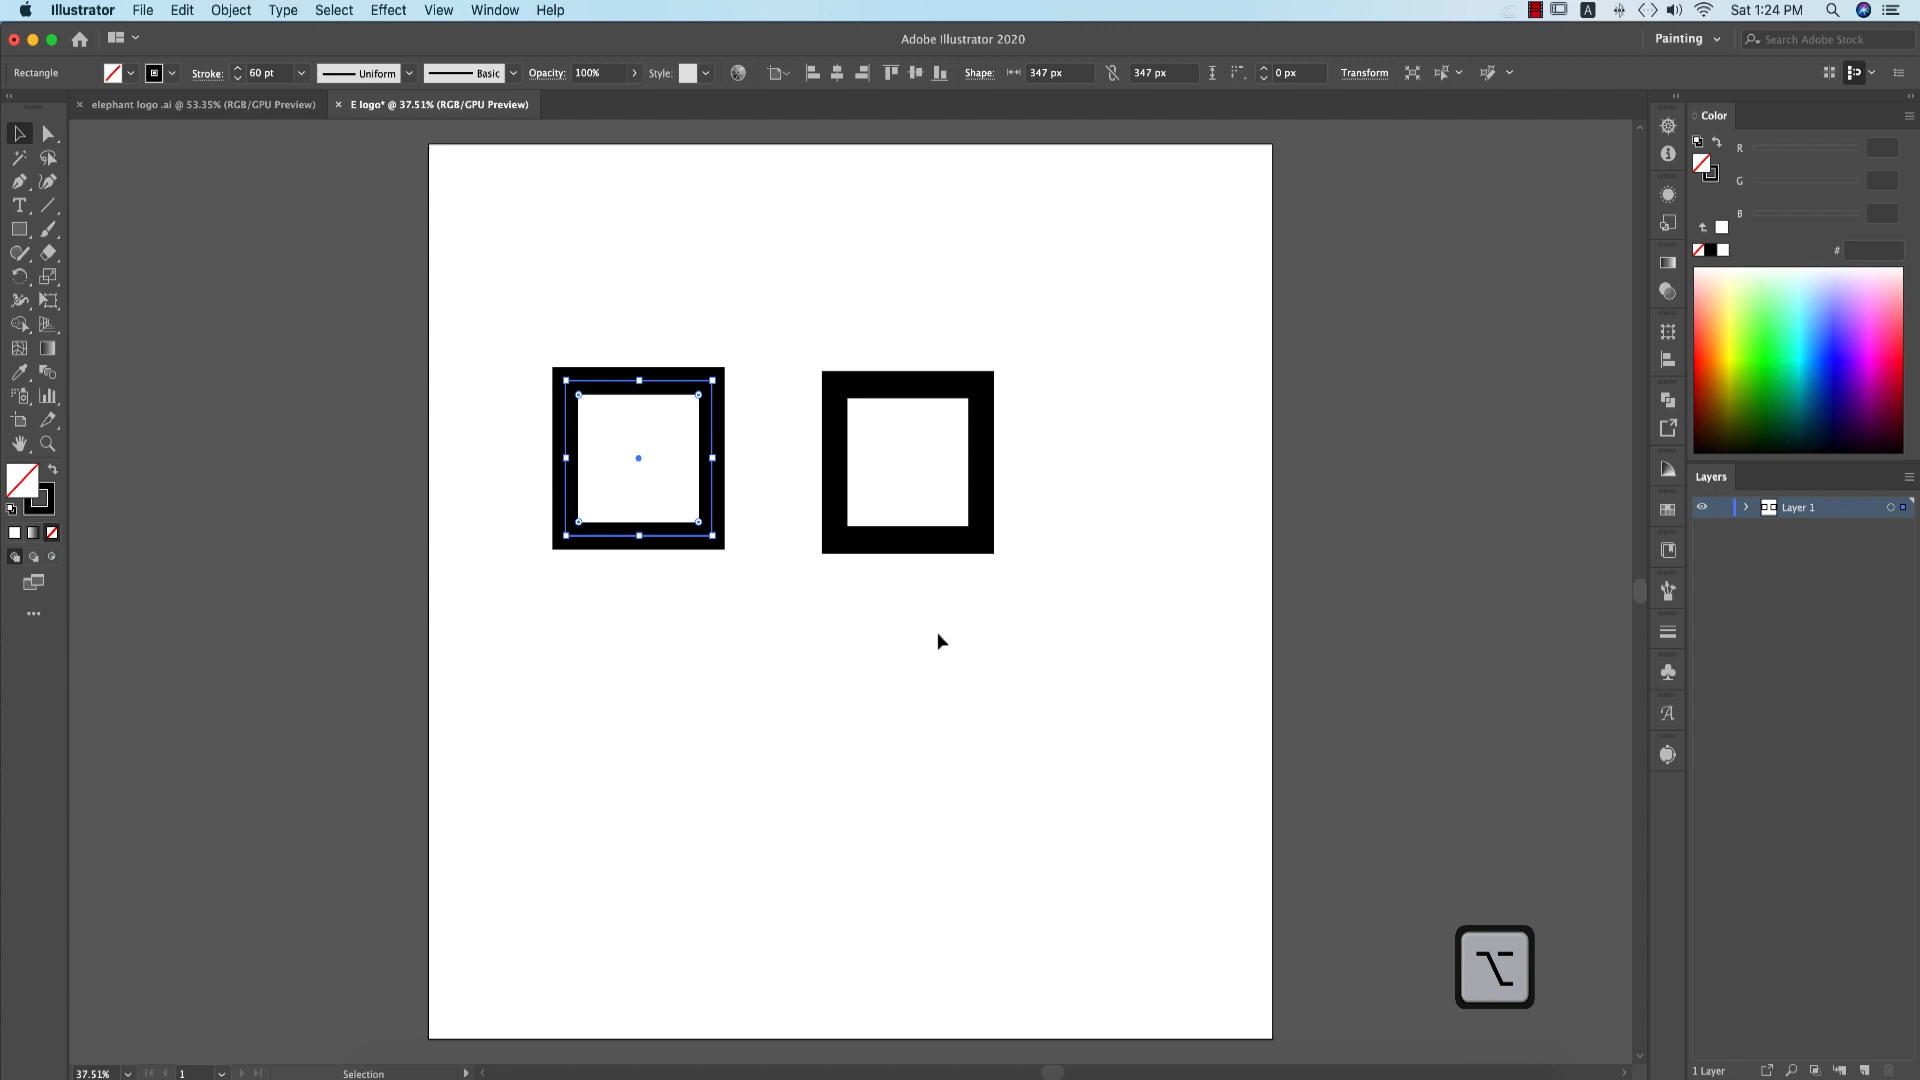 Illustrator File Edit Object Type Select Effect View Window Help
A Sat 1:24 PM
Adobe Illustrator 2020
Painting
Search Adobe Stock
Rectangle Stroke: 60 pt Uniform Basic Opacity: 100% Style: Shape: 347 px 347 px 0 px Transform
× elephant logo .ai @ 53.35% (RGB/GPU Preview) × E logo* @ 37.51% (RGB/GPU Preview)
Color
R
G
B
#
Layers
Layer 1
1 Layer
37.51% 1 Selection